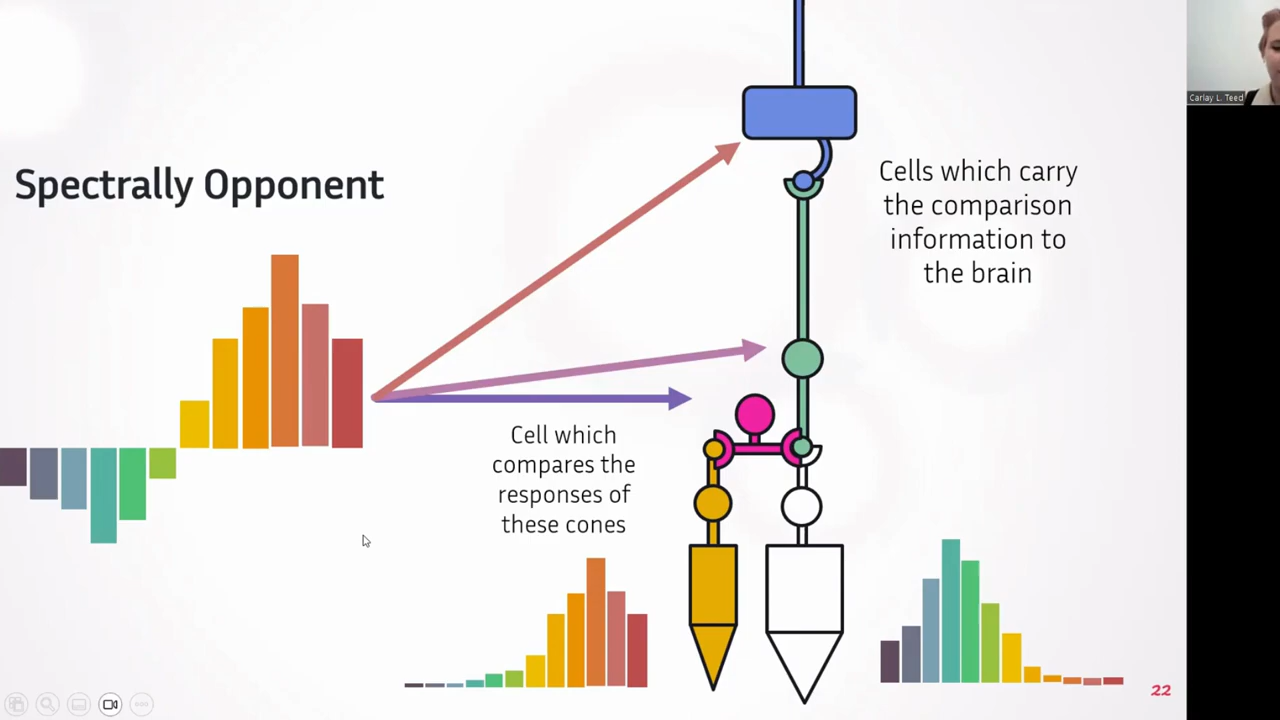 Spectrally Opponent
Cells which carry
the comparison
information to
the brain
Cell which
compares the
responses of
these cones
22
Carlay L. Teed